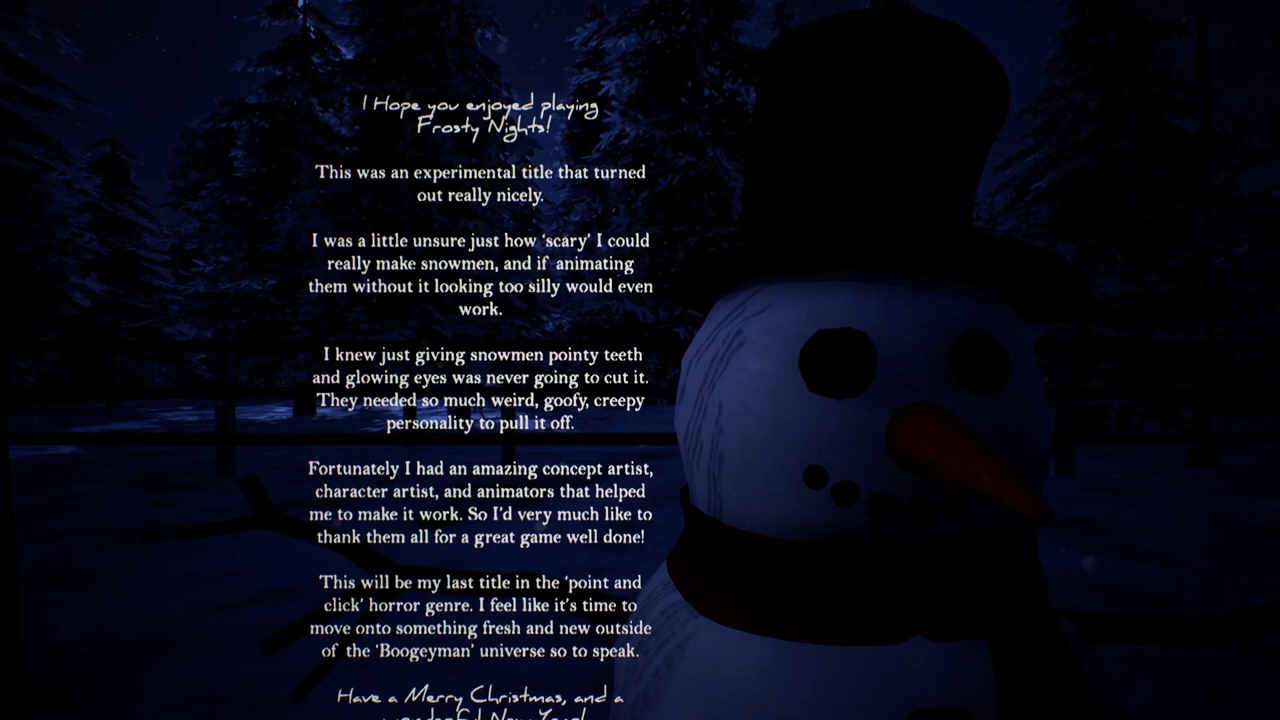 I Hope you enjoyed playing
Frosty Nights!
This was an experimental title that turned
out really nicely.
I was a little unsure just how ‘scary’ I could
really make snowmen, and if animating
them without it looking too silly would even
work.
I knew just giving snowmen pointy teeth
and glowing eyes was never going to cut it.
They needed so much weird, goofy, creepy
personality to pull it off.
Fortunately I had an amazing concept artist,
character artist, and animators that helped
me to make it work. So I’d very much like to
thank them all for a great game well done!
This will be my last title in the ‘point and
click’ horror genre. I feel like it’s time to
move onto something fresh and new outside
of the ‘Boogeyman’ universe so to speak.
Have a Merry Christmas, and a
wonderful New Year!